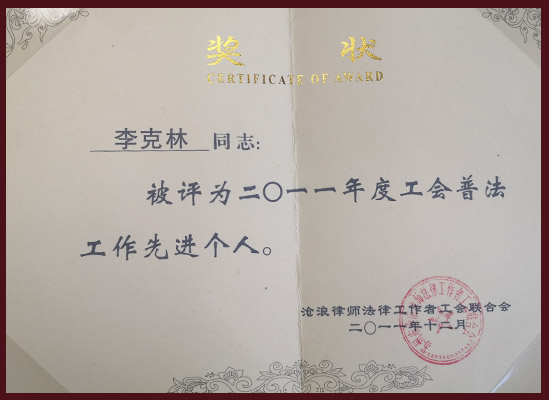 奖状
CERTIFICATE OF AWARD
李克林 同志:
被评为二〇一一年度工会普法
工作先进个人。
沧浪律师法律工作者工会联合会
二〇一一年十二月